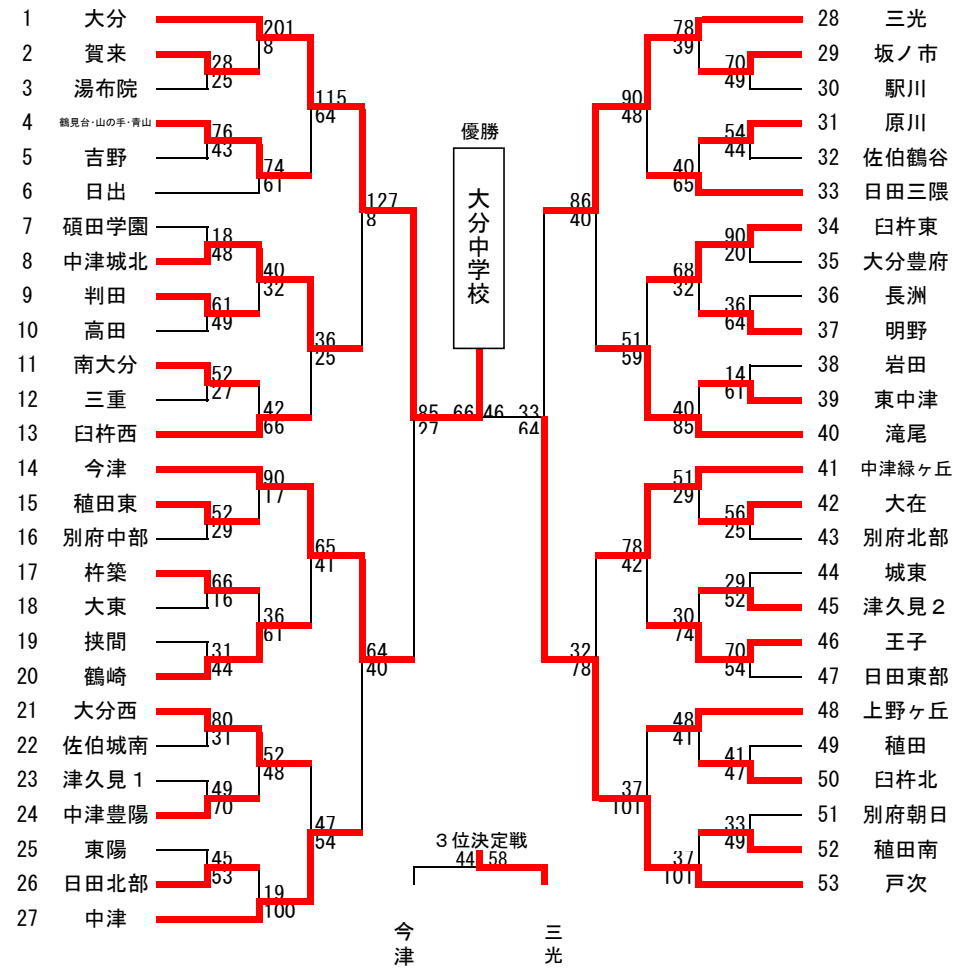 1 大分
2 賀来
3 湯布院
4 鶴見台・山の手・青山
5 吉野
6 日出
7 碩田学園
8 中津城北
9 判田
10 高田
11 南大分
12 三重
13 臼杵西
14 今津
15 稙田東
16 別府中部
17 杵築
18 大東
19 挾間
20 鶴崎
21 大分西
22 佐伯城南
23 津久見1
24 中津豊陽
25 東陽
26 日田北部
27 中津
201
8
28
25
76
43
74
61
18
48
40
32
61
49
52
27
42
66
90
17
52
29
66
16
36
61
31
44
80
31
52
48
49
70
45
53
19
100
115
64
36
25
65
41
47
54
127
8
64
40
85
27
優勝
大分中学校
66 46
33
64
86
40
32
78
90
48
51
59
78
42
37
101
78
39
70
49
54
44
40
65
90
20
68
32
36
64
14
61
40
85
51
29
56
25
29
52
30
74
70
54
48
41
41
47
33
49
37
101
28 三光
29 坂ノ市
30 駅川
31 原川
32 佐伯鶴谷
33 日田三隈
34 臼杵東
35 大分豊府
36 長洲
37 明野
38 岩田
39 東中津
40 滝尾
41 中津緑ヶ丘
42 大在
43 別府北部
44 城東
45 津久見2
46 王子
47 日田東部
48 上野ヶ丘
49 稙田
50 臼杵北
51 別府朝日
52 稙田南
53 戸次
3位決定戦
44 58
今津
三光